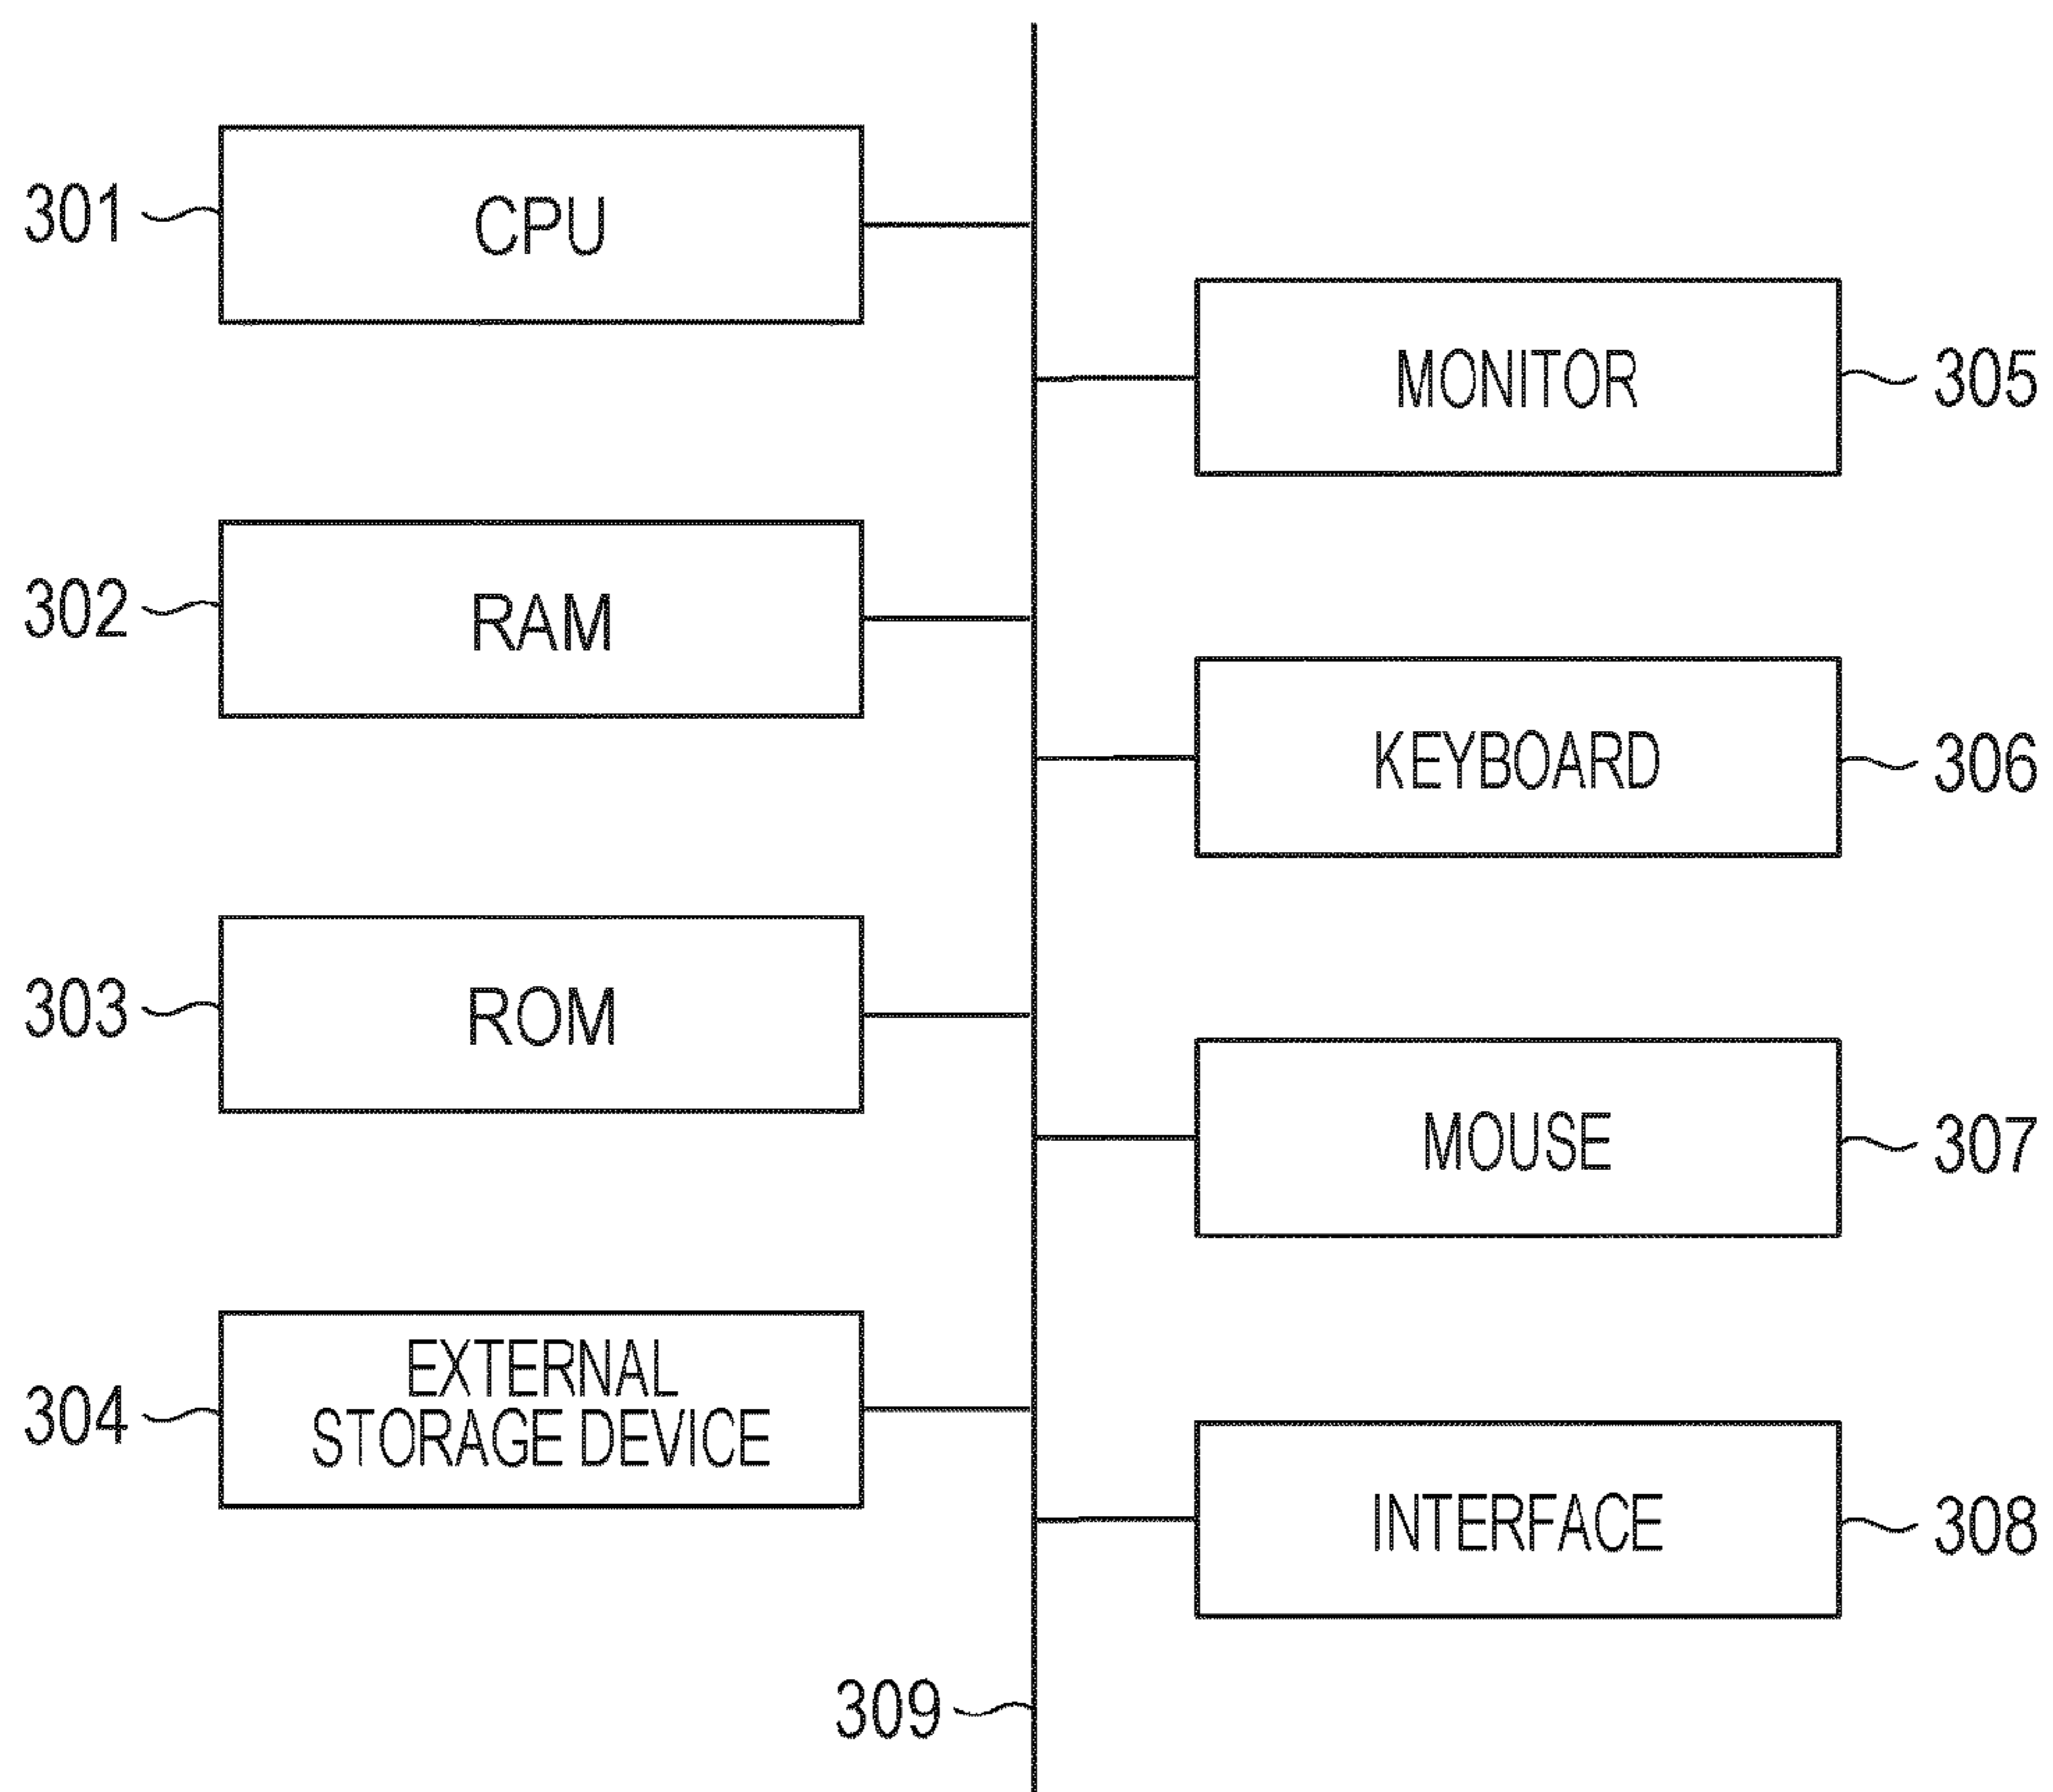 301
CPU
302
RAM
303
ROM
304
EXTERNAL
STORAGE DEVICE
MONITOR
305
KEYBOARD
306
MOUSE
307
INTERFACE
308
309